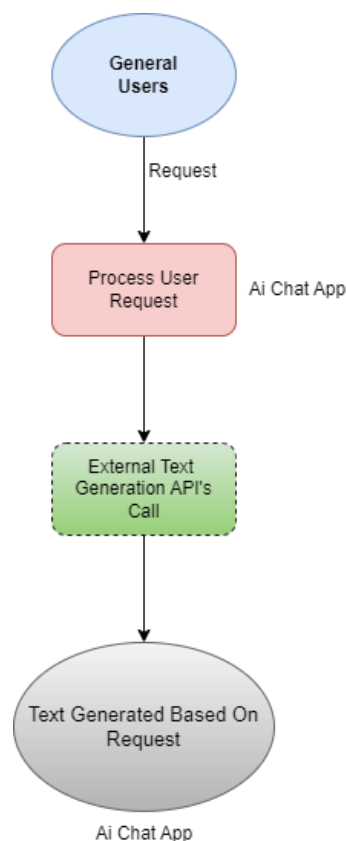 General
Users
Request
Process User
Request
Ai Chat App
External Text
Generation API's
Call
Text Generated Based On
Request
Ai Chat App